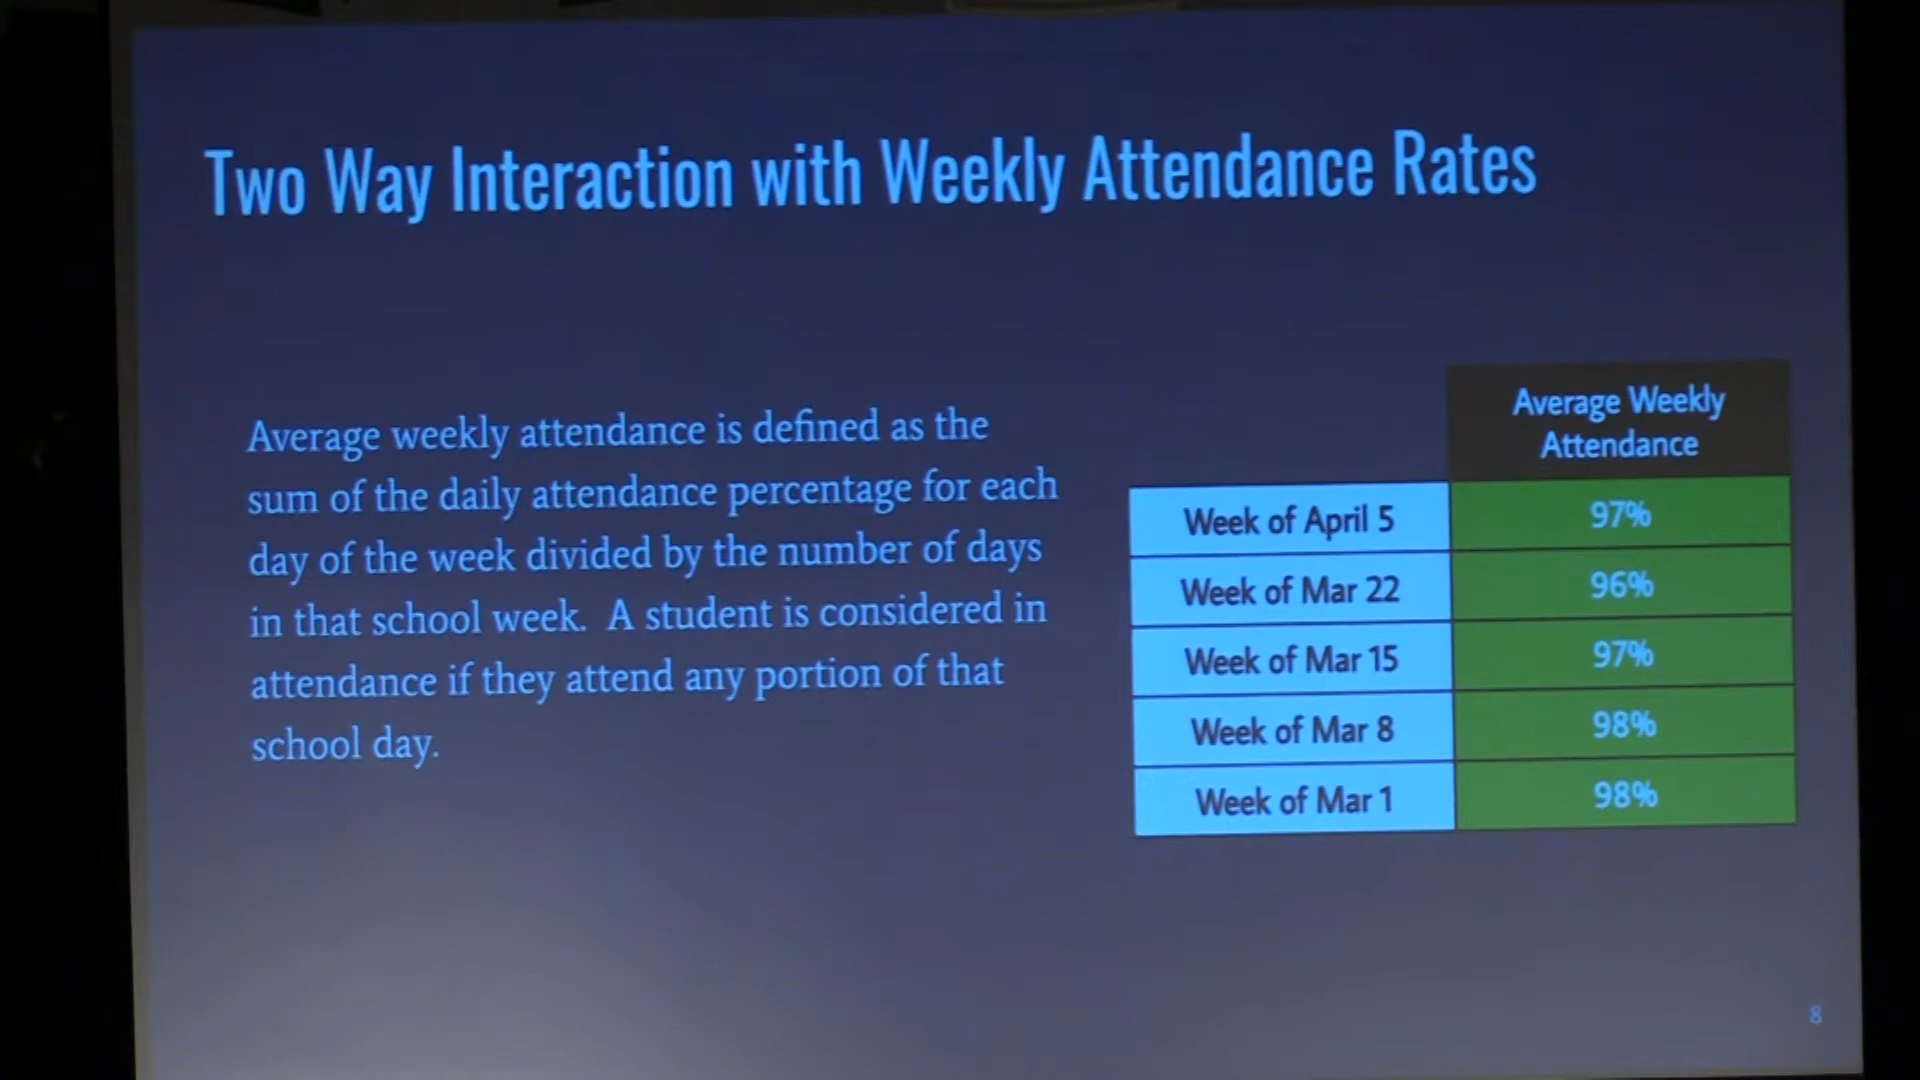 Two Way Interaction with Weekly Attendance Rates
Average weekly attendance is defined as the
sum of the daily attendance percentage for each
day of the week divided by the number of days
in that school week. A student is considered in
attendance if they attend any portion of that
school day.
Average Weekly
Attendance
Week of April 5 97%
Week of Mar 22 96%
Week of Mar 15 97%
Week of Mar 8 98%
Week of Mar 1 98%
8